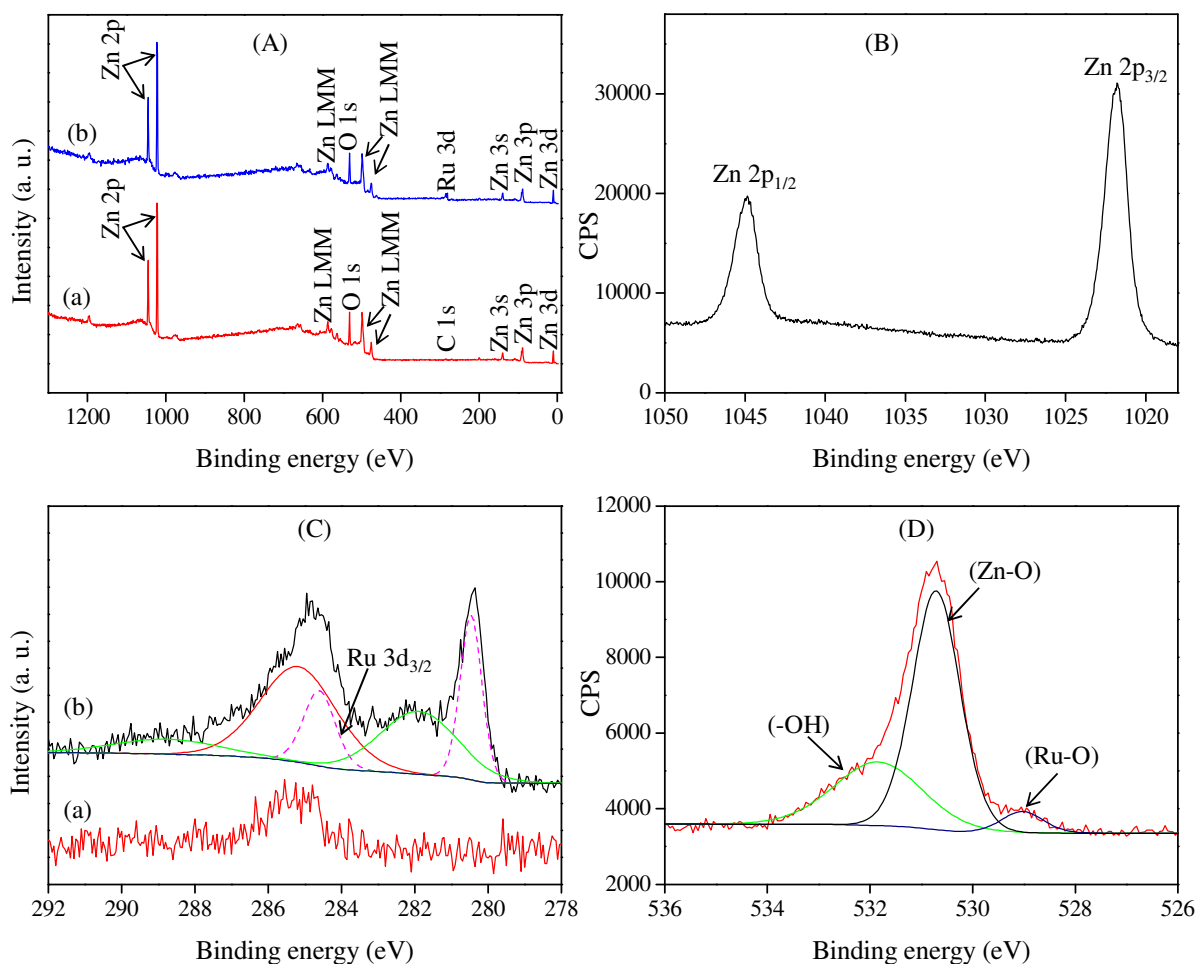 (A)
Zn 2p
(b)
Zn LMM
O 1s
Zn LMM
Ru 3d
Zn 3s
Zn 3p
Zn 3d
Zn 2p
(a)
Zn LMM
O 1s
Zn LMM
C 1s
Zn 3s
Zn 3p
Zn 3d
Intensity (a. u.)
1200 1000 800 600 400 200 0
Binding energy (eV)
(B)
Zn 2p3/2
Zn 2p1/2
CPS
30000
20000
10000
0
1050 1045 1040 1035 1030 1025 1020
Binding energy (eV)
(C)
Ru 3d3/2
(b)
(a)
Intensity (a. u.)
292 290 288 286 284 282 280 278
Binding energy (eV)
(D)
(Zn-O)
(-OH)
(Ru-O)
CPS
12000
10000
8000
6000
4000
2000
536 534 532 530 528 526
Binding energy (eV)